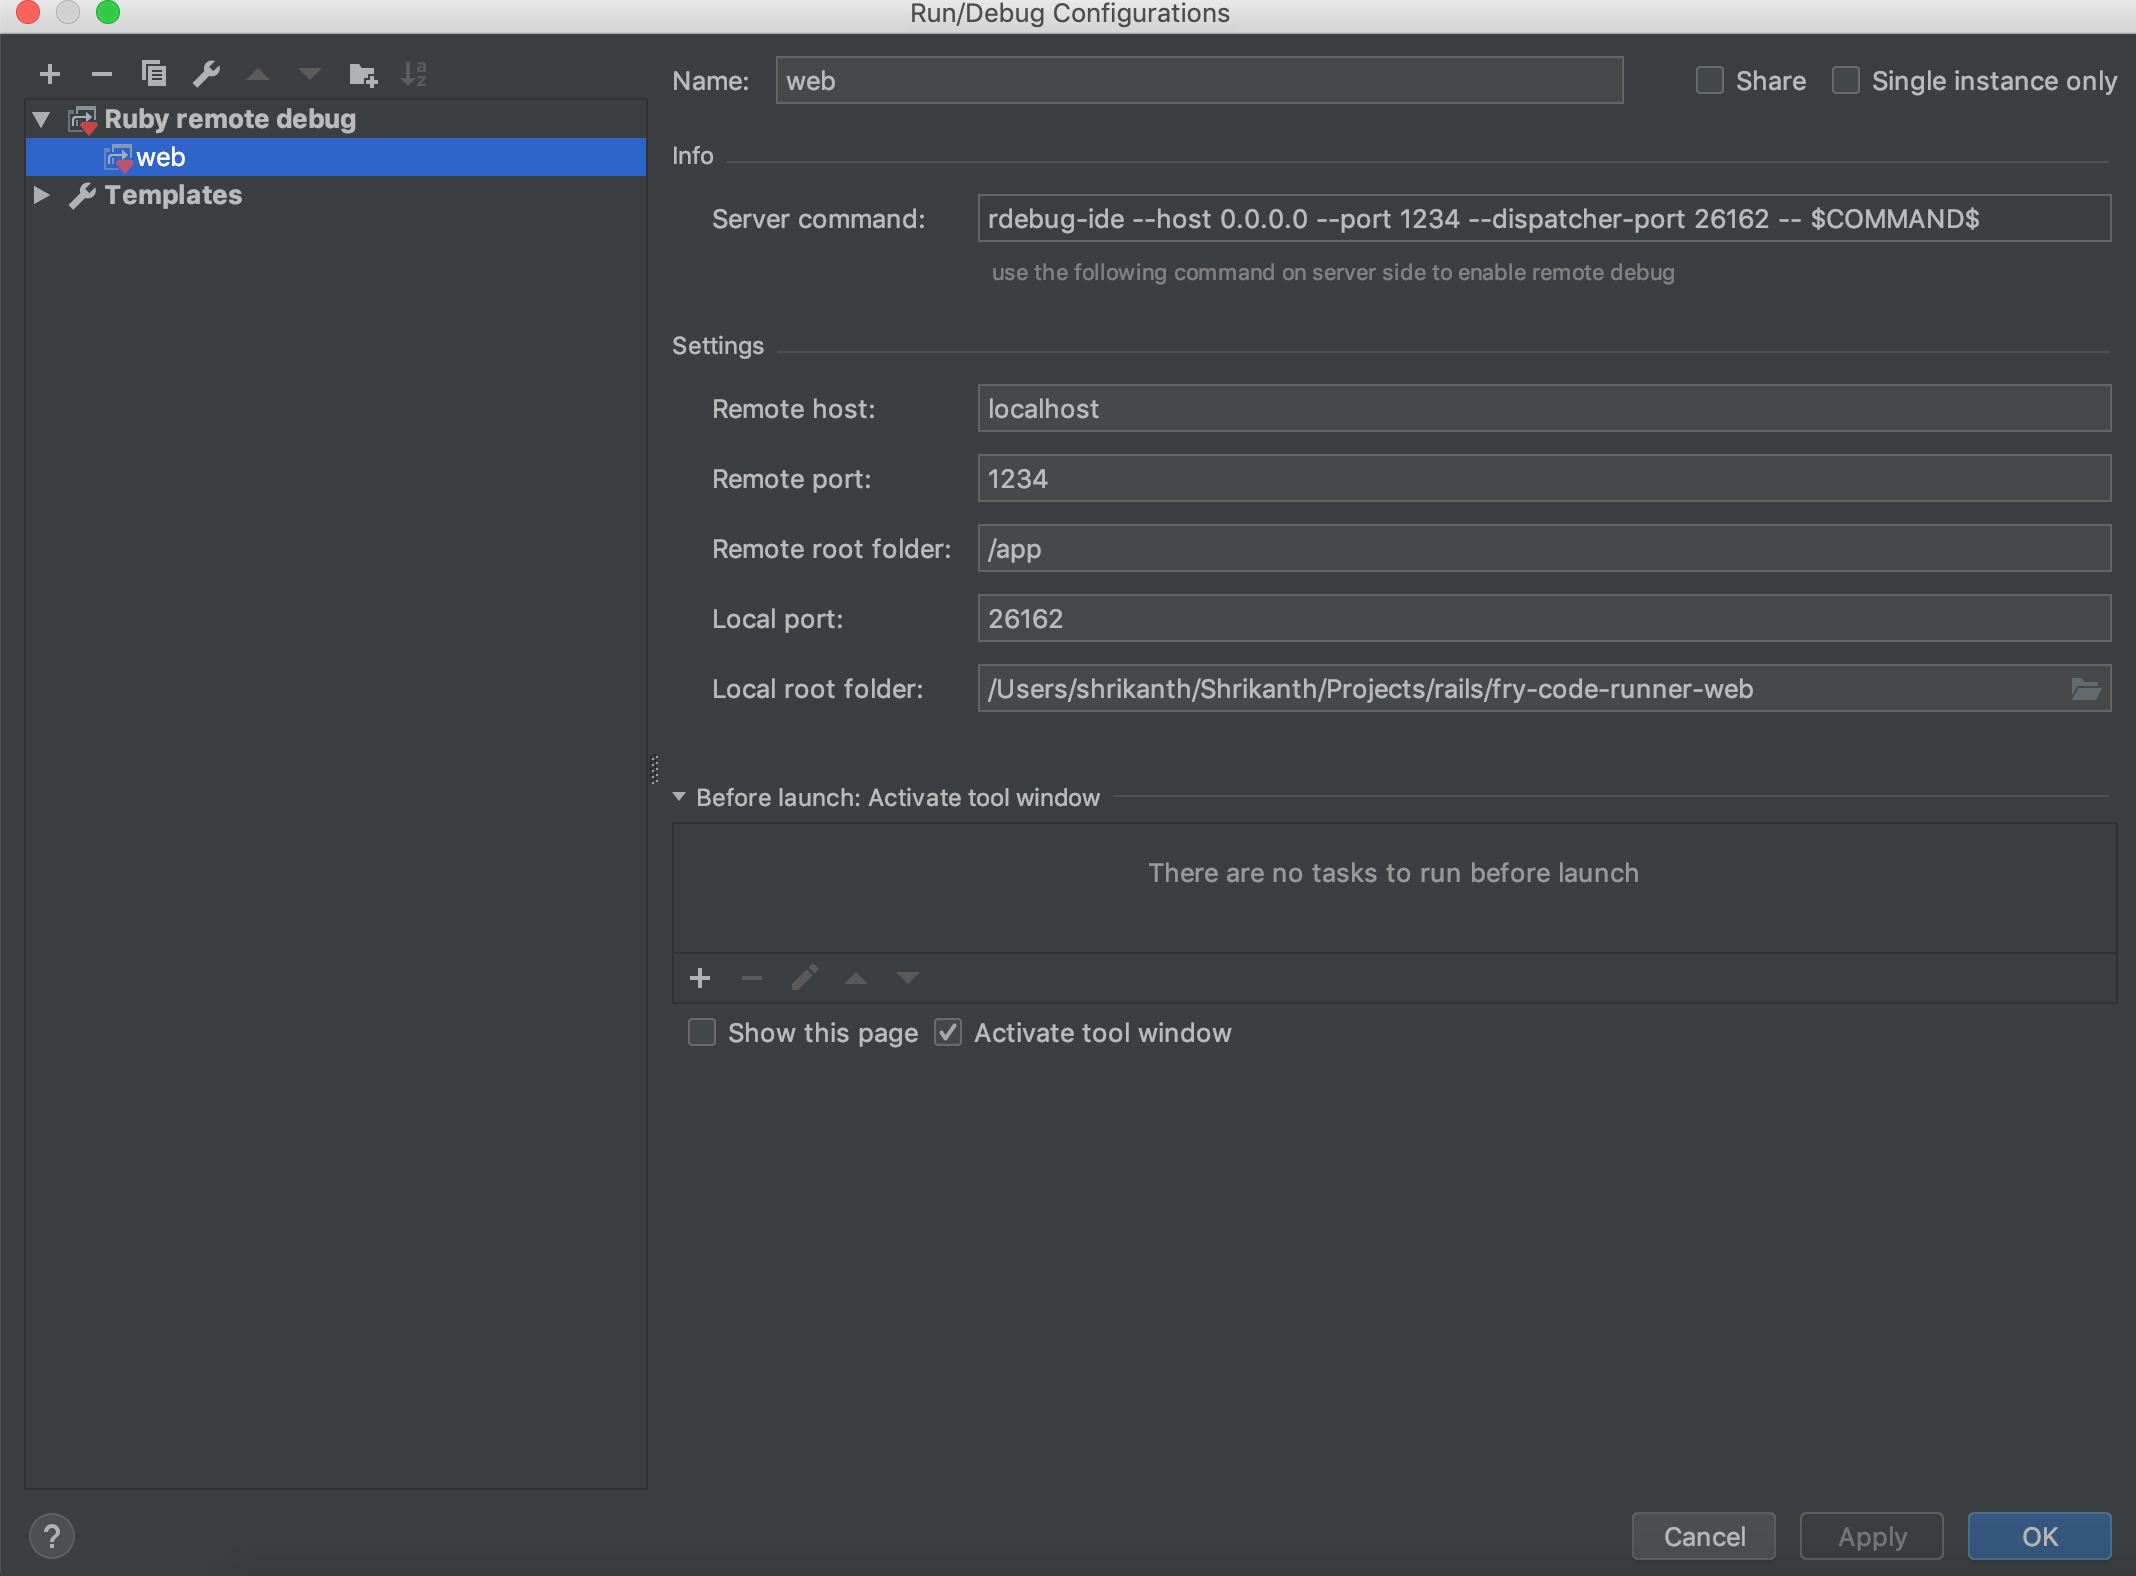 Run/Debug Configurations
Ruby remote debug
web
Templates
Name: web
Share
Single instance only
Info
Server command: rdebug-ide --host 0.0.0.0 --port 1234 --dispatcher-port 26162 -- $COMMAND$
use the following command on server side to enable remote debug
Settings
Remote host: localhost
Remote port: 1234
Remote root folder: /app
Local port: 26162
Local root folder: /Users/shrikanth/Shrikanth/Projects/rails/fry-code-runner-web
Before launch: Activate tool window
There are no tasks to run before launch
Show this page
Activate tool window
?
Cancel
Apply
OK